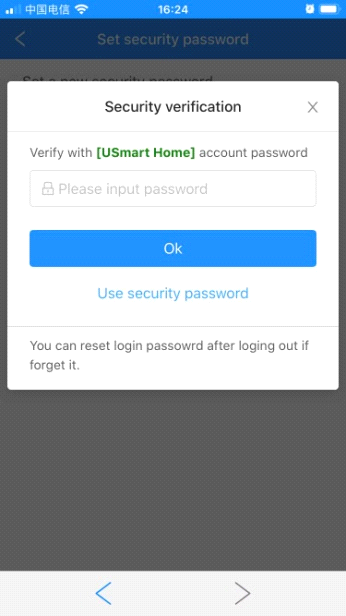 中国电信
16:24
Set security password
Set a new security password
Security verification
Verify with [USmart Home] account password
Please input password
Ok
Use security password
You can reset login passowrd after loging out if
forget it.